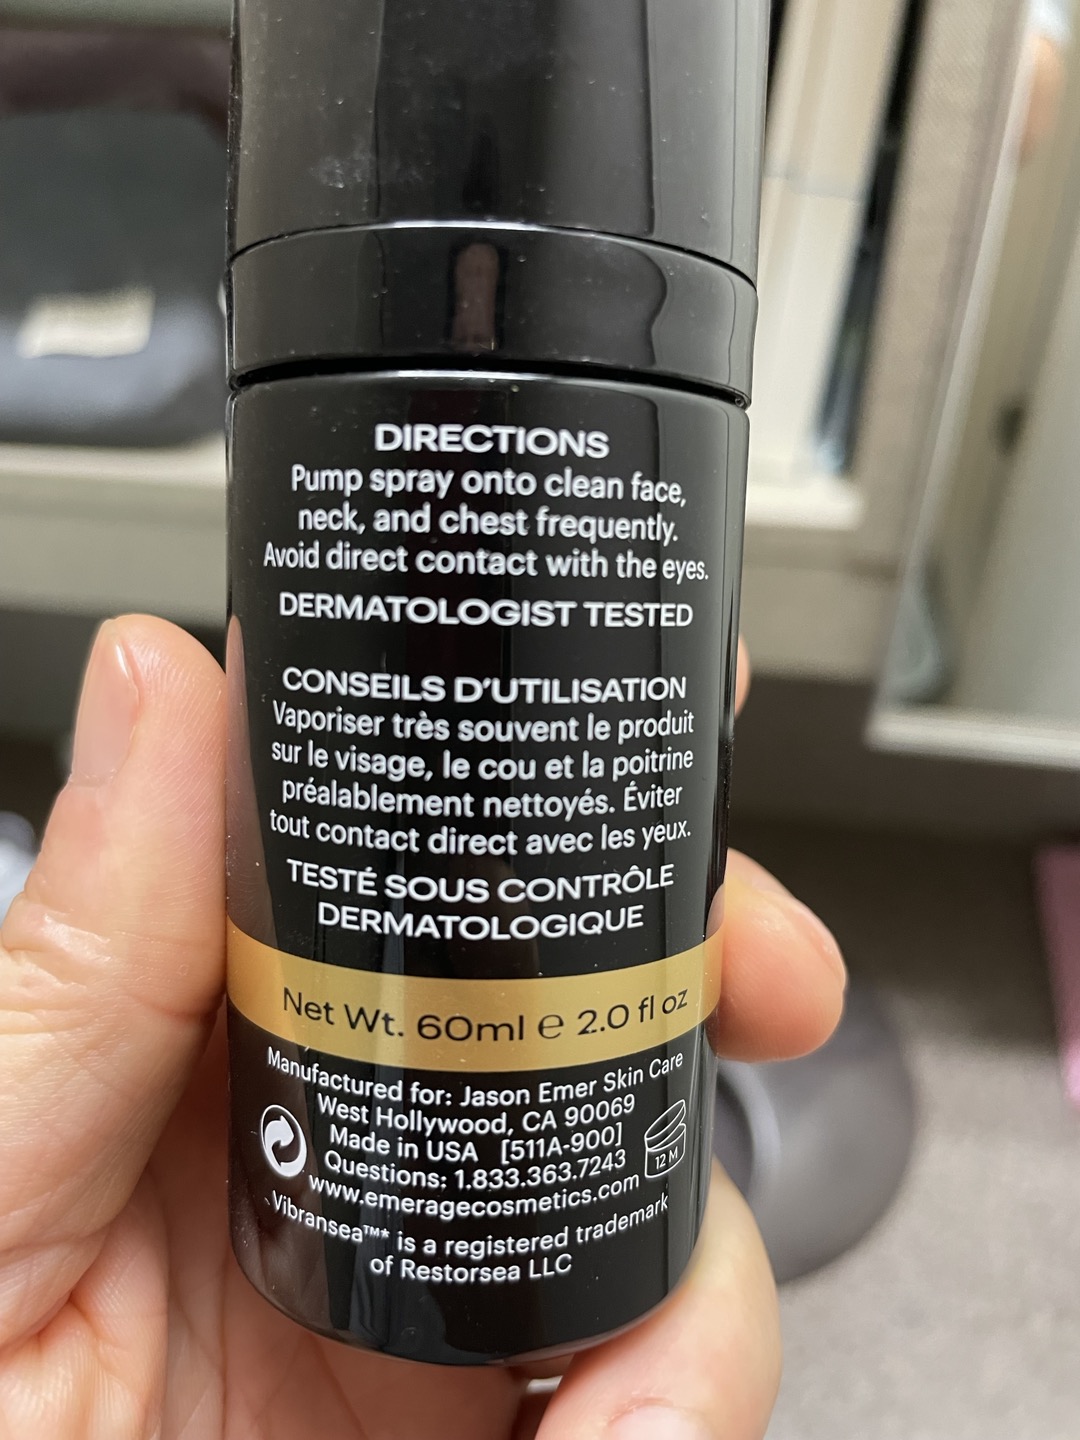 DIRECTIONS
Pump spray onto clean face,
neck, and chest frequently.
Avoid direct contact with the eyes.
DERMATOLOGIST TESTED
CONSEILS D'UTILISATION
Vaporiser très souvent le produit
sur le visage, le cou et la poitrine
préalablement nettoyés. Éviter
tout contact direct avec les yeux.
TESTÉ SOUS CONTRÔLE
DERMATOLOGIQUE
Net Wt. 60ml ℮ 2.0 fl oz
Manufactured for: Jason Emer Skin Care
West Hollywood, CA 90069
Made in USA [511A-900]
Questions: 1.833.363.7243
www.emeragecosmetics.com
12 M
Vibransea™* is a registered trademark
of Restorsea LLC